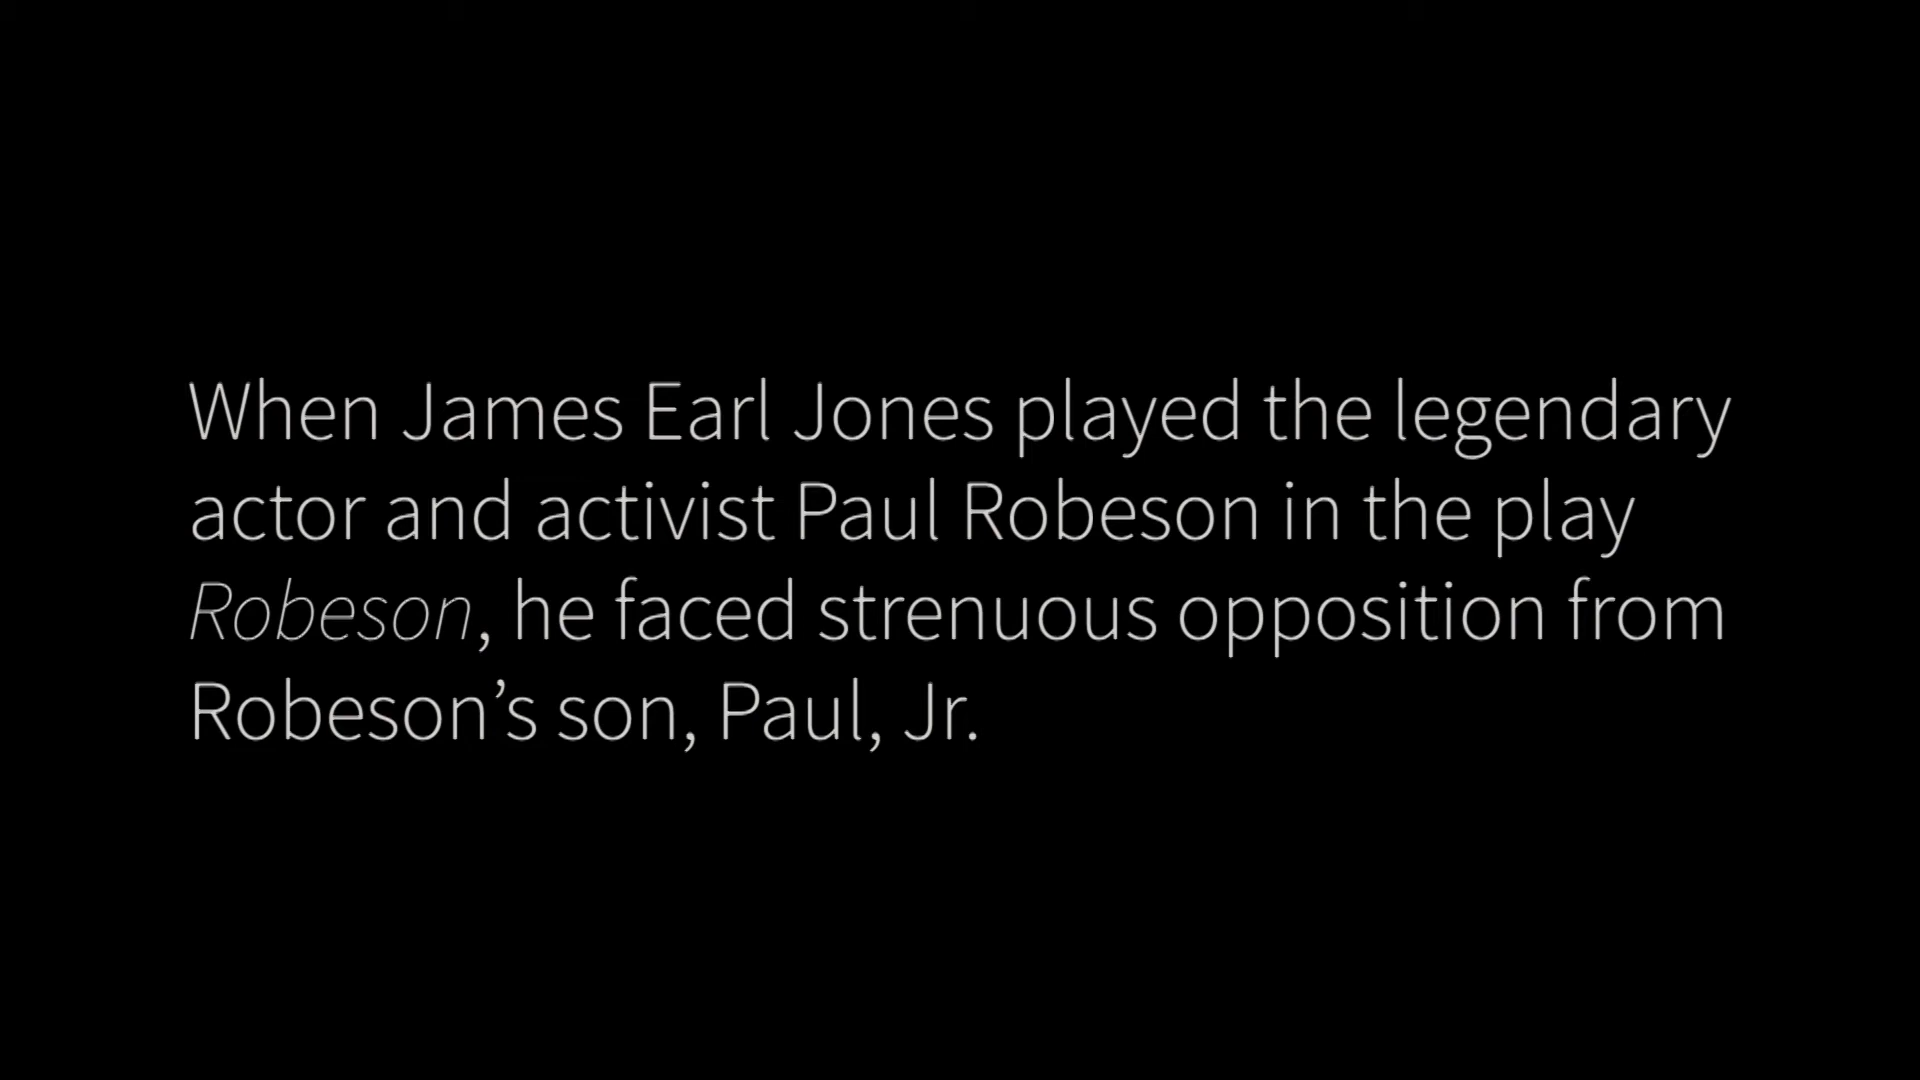 When James Earl Jones played the legendary
actor and activist Paul Robeson in the play
Robeson, he faced strenuous opposition from
Robeson’s son, Paul, Jr.